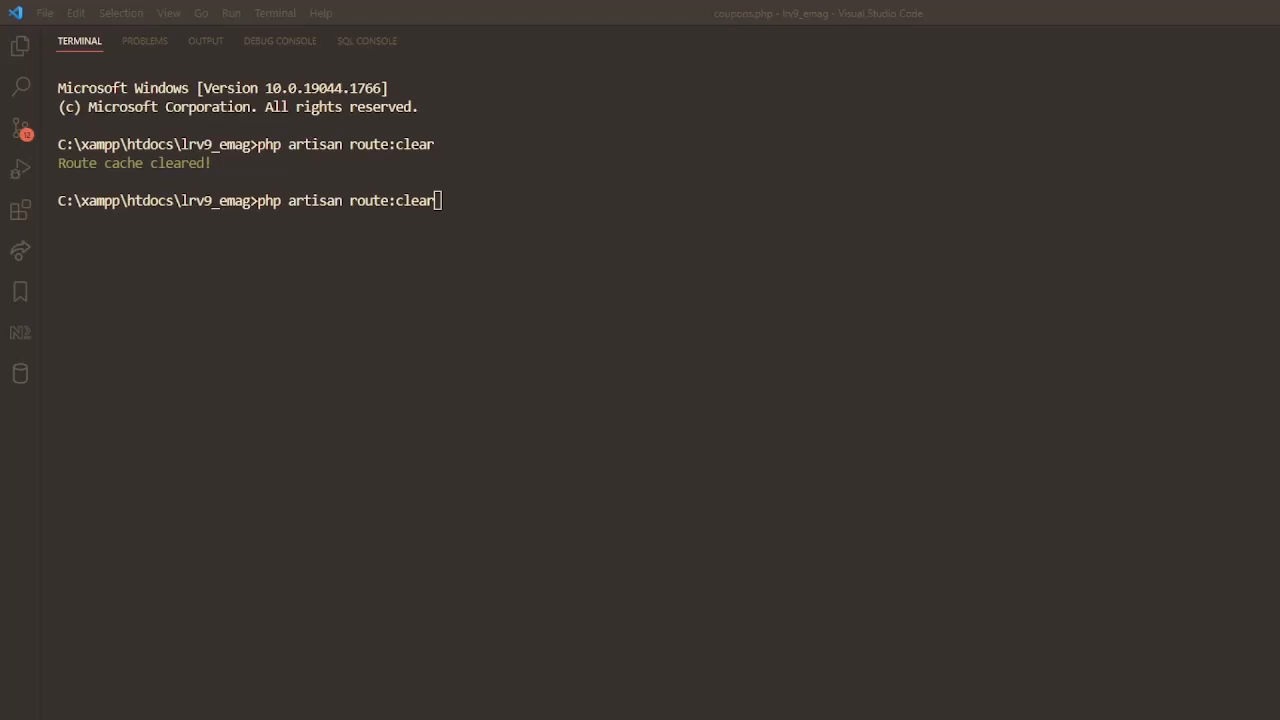 File Edit Selection View Go Run Terminal Help coupons.php - lrv9_emag - Visual Studio Code
TERMINAL PROBLEMS OUTPUT DEBUG CONSOLE SQL CONSOLE
Microsoft Windows [Version 10.0.19044.1766]
(c) Microsoft Corporation. All rights reserved.
C:\xampp\htdocs\lrv9_emag>php artisan route:clear
Route cache cleared!
12
C:\xampp\htdocs\lrv9_emag>php artisan route:clear